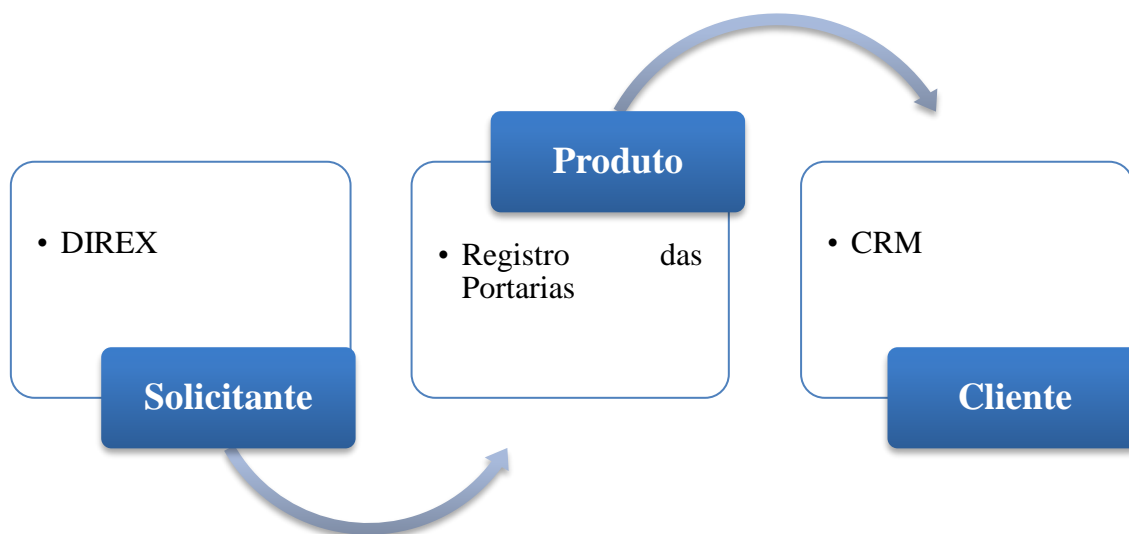 • DIREX
Solicitante
Produto
• Registro das
Portarias
• CRM
Cliente